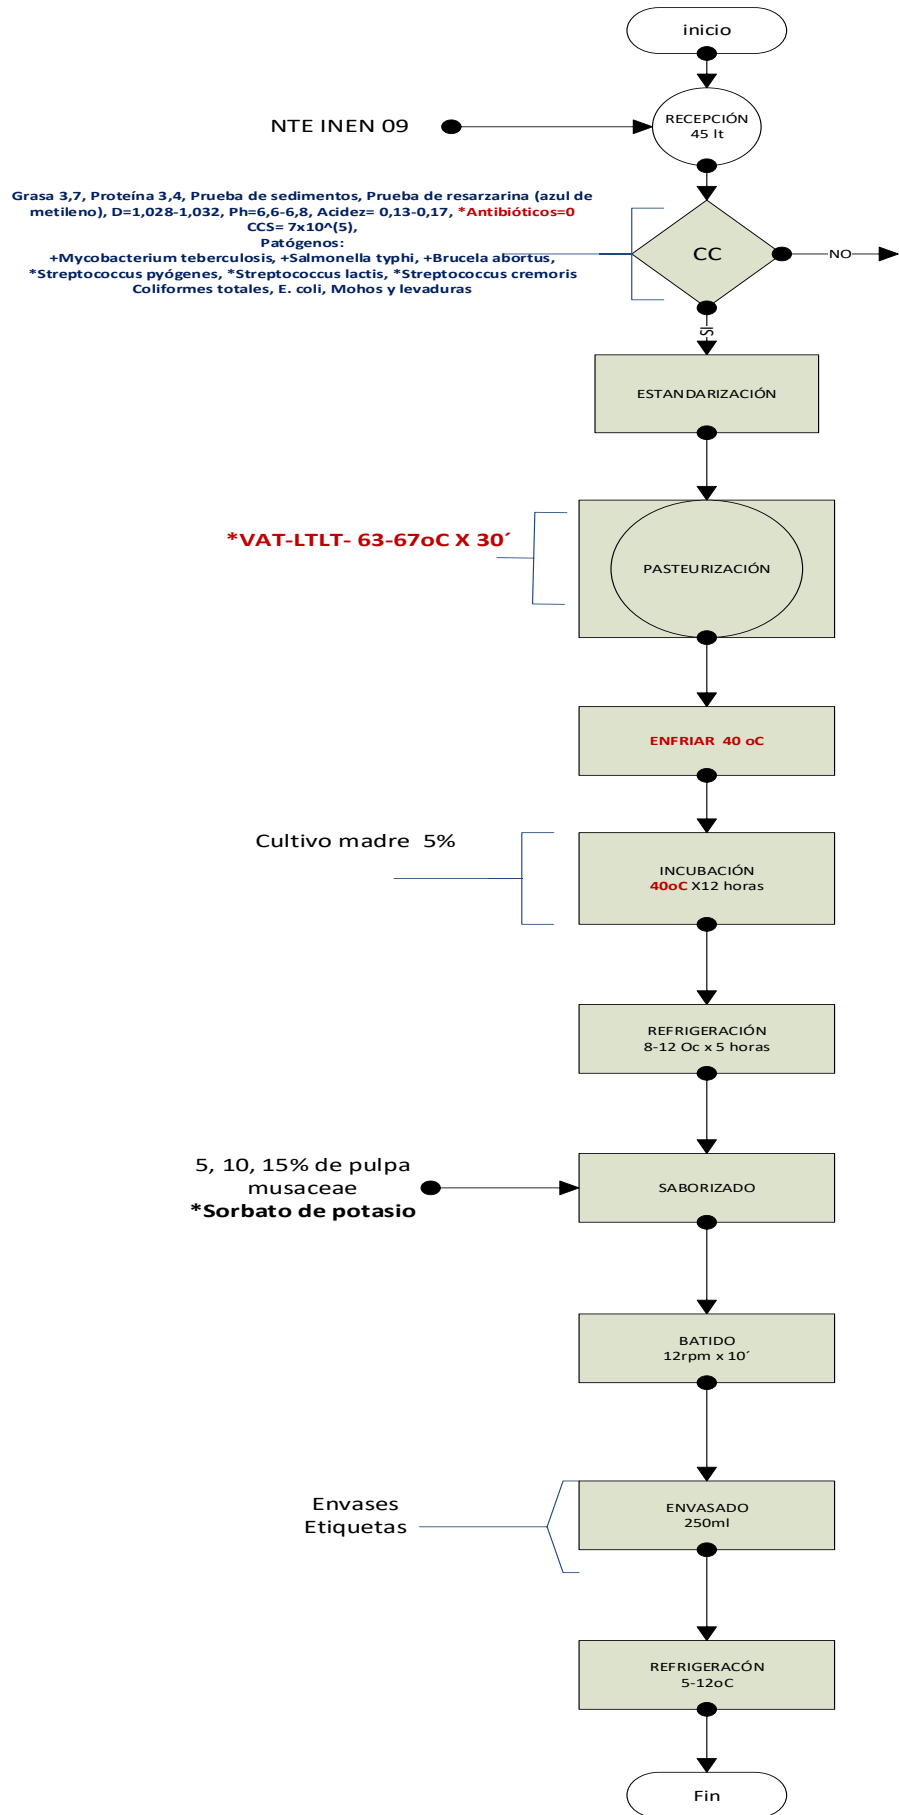 inicio
RECEPCIÓN
45 lt
NTE INEN 09
Grasa 3,7, Proteína 3,4, Prueba de sedimentos, Prueba de resarzarina (azul de
metileno), D=1,028-1,032, Ph=6,6-6,8, Acidez= 0,13-0,17, *Antibióticos=0
CCS= 7x10^(5),
Patógenos:
+Mycobacterium teberculosis, +Salmonella typhi, +Brucela abortus,
*Streptococcus pyógenes, *Streptococcus lactis, *Streptococcus cremoris
Coliformes totales, E. coli, Mohos y levaduras
CC
NO
SI
ESTANDARIZACIÓN
*VAT-LTLT- 63-67oC X 30´
PASTEURIZACIÓN
ENFRIAR 40 oC
Cultivo madre 5%
INCUBACIÓN
40oC X12 horas
REFRIGERACIÓN
8-12 Oc x 5 horas
5, 10, 15% de pulpa
musaceae
*Sorbato de potasio
SABORIZADO
BATIDO
12rpm x 10´
Envases
Etiquetas
ENVASADO
250ml
REFRIGERACÓN
5-12oC
Fin